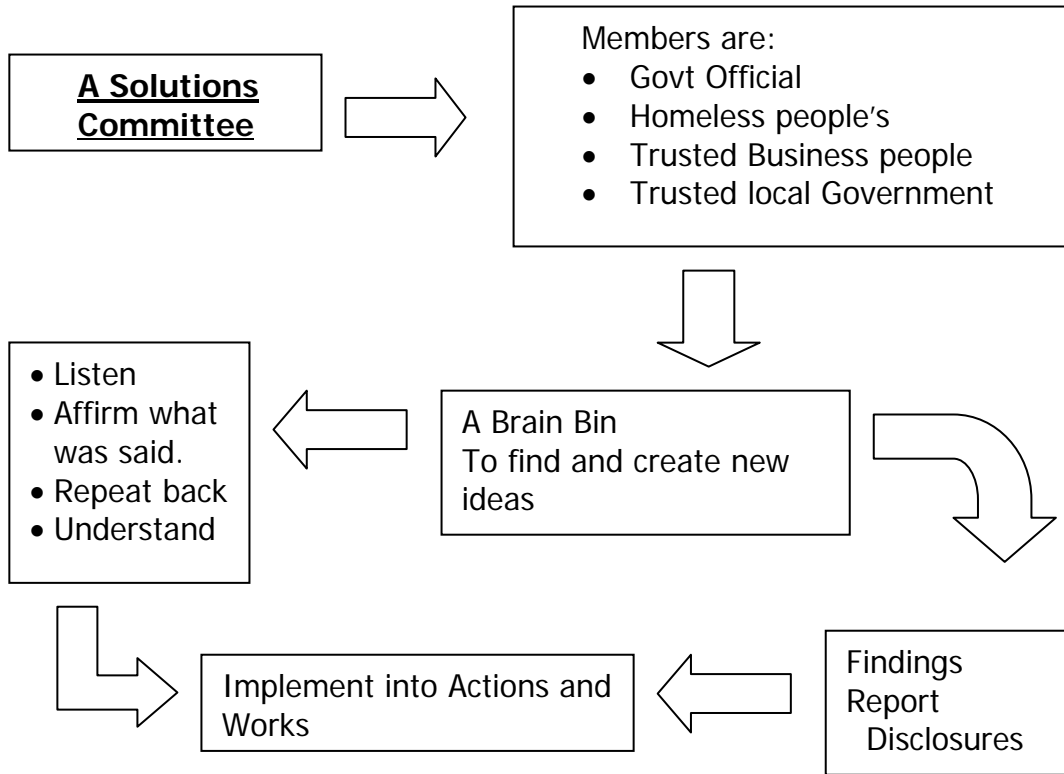 A Solutions
Committee
Members are:
• Govt Official
• Homeless people's
• Trusted Business people
• Trusted local Government
• Listen
• Affirm what
was said.
• Repeat back
• Understand
A Brain Bin
To find and create new
ideas
Implement into Actions and
Works
Findings
Report
Disclosures